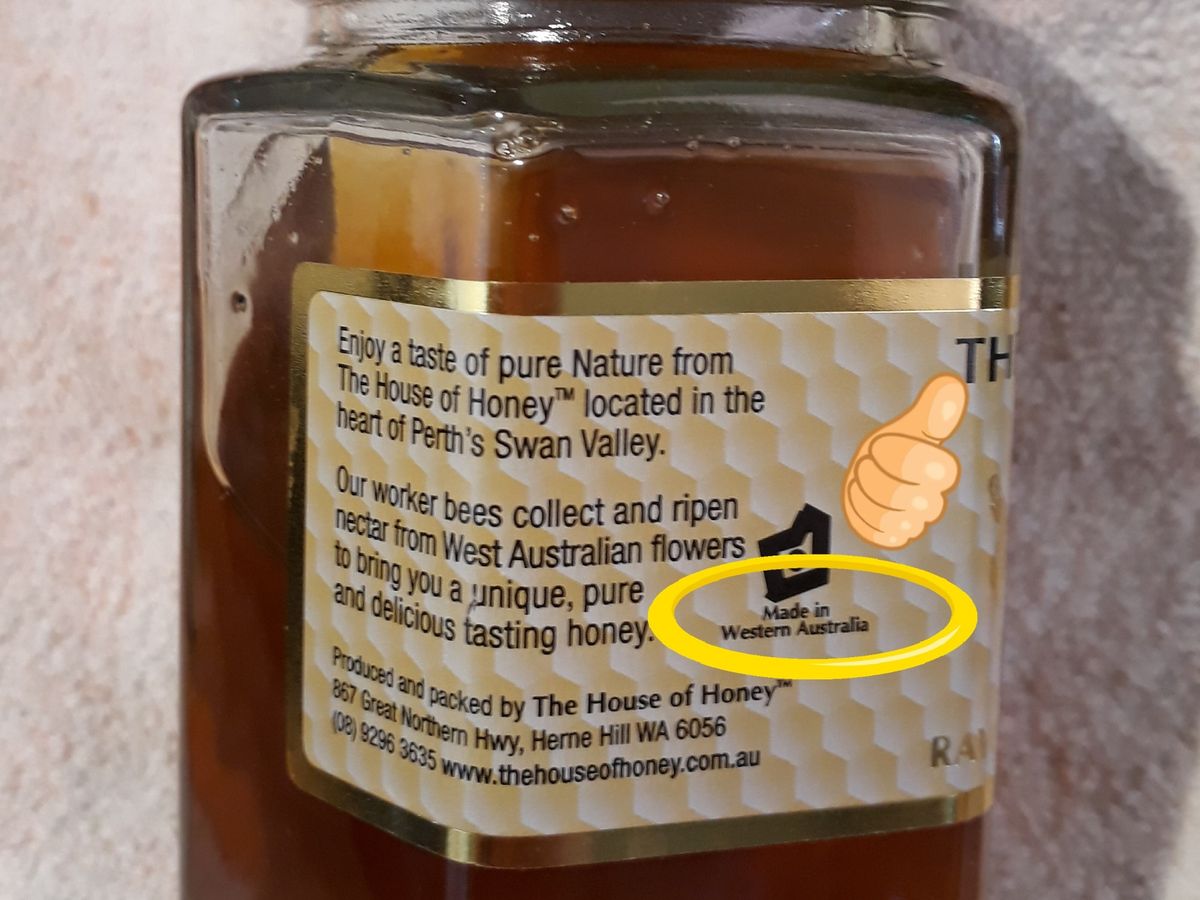 Enjoy a taste of pure Nature from
The House of Honey™ located in the
heart of Perth's Swan Valley.
Our worker bees collect and ripen
nectar from West Australian flowers
to bring you a unique, pure
and delicious tasting honey.
Made in
Western Australia
Produced and packed by The House of Honey™
867 Great Northern Hwy, Herne Hill WA 6056
(08) 9296 3635 www.thehouseofhoney.com.au